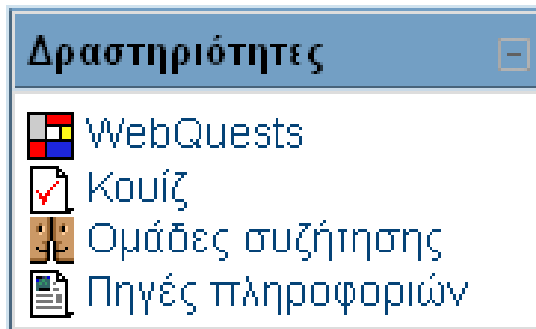 Δραστηριότητες
WebQuests
Κουίζ
Ομάδες συζήτησης
Πηγές πληροφοριών